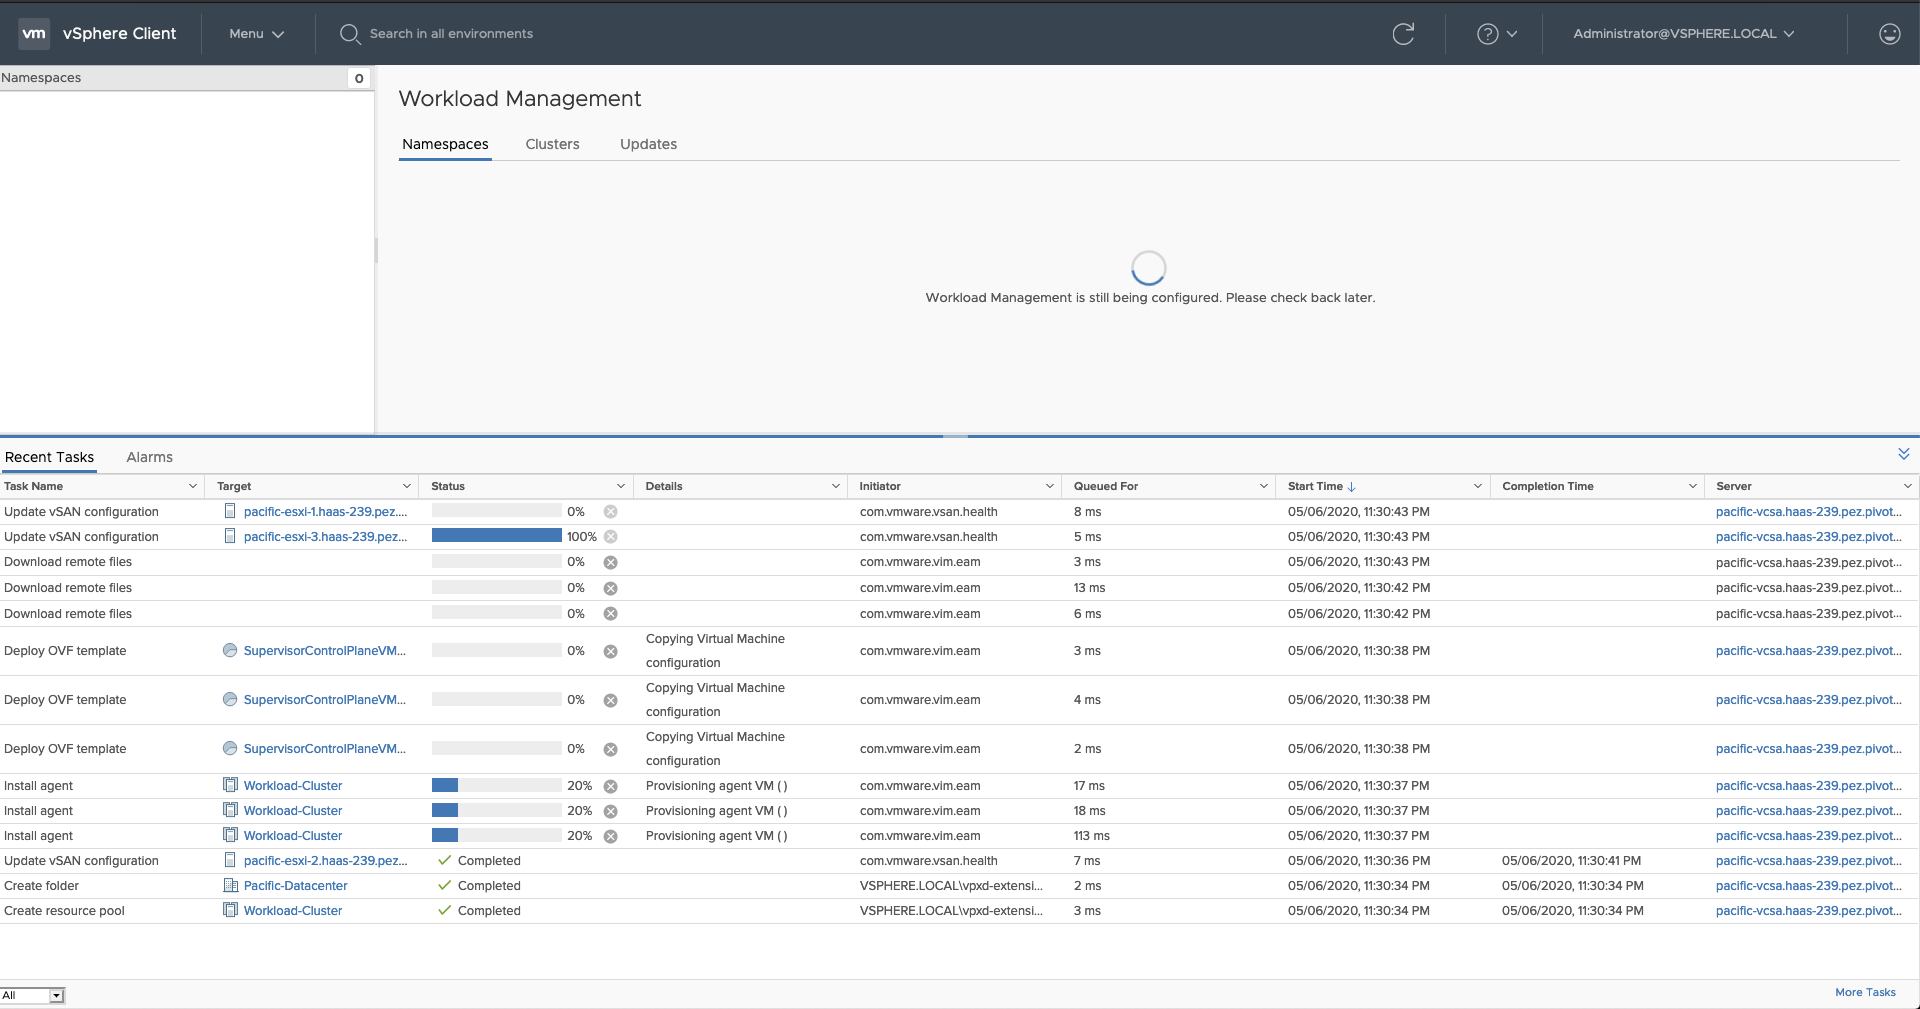 vm vSphere Client Menu Search in all environments ? Administrator@VSPHERE.LOCAL
Namespaces 0
Workload Management
Namespaces Clusters Updates
Workload Management is still being configured. Please check back later.
Recent Tasks Alarms
Task Name Target Status Details Initiator Queued For Start Time Completion Time Server
Update vSAN configuration pacific-esxi-1.haas-239.pez.... 0% com.vmware.vsan.health 8 ms 05/06/2020, 11:30:43 PM pacific-vcsa.haas-239.pez.pivot...
Update vSAN configuration pacific-esxi-3.haas-239.pez... 100% com.vmware.vsan.health 5 ms 05/06/2020, 11:30:43 PM pacific-vcsa.haas-239.pez.pivot...
Download remote files 0% com.vmware.vim.eam 3 ms 05/06/2020, 11:30:43 PM pacific-vcsa.haas-239.pez.pivot...
Download remote files 0% com.vmware.vim.eam 13 ms 05/06/2020, 11:30:42 PM pacific-vcsa.haas-239.pez.pivot...
Download remote files 0% com.vmware.vim.eam 6 ms 05/06/2020, 11:30:42 PM pacific-vcsa.haas-239.pez.pivot...
Deploy OVF template SupervisorControlPlaneVM... 0% Copying Virtual Machine configuration com.vmware.vim.eam 3 ms 05/06/2020, 11:30:38 PM pacific-vcsa.haas-239.pez.pivot...
Deploy OVF template SupervisorControlPlaneVM... 0% Copying Virtual Machine configuration com.vmware.vim.eam 4 ms 05/06/2020, 11:30:38 PM pacific-vcsa.haas-239.pez.pivot...
Deploy OVF template SupervisorControlPlaneVM... 0% Copying Virtual Machine configuration com.vmware.vim.eam 2 ms 05/06/2020, 11:30:38 PM pacific-vcsa.haas-239.pez.pivot...
Install agent Workload-Cluster 20% Provisioning agent VM ( ) com.vmware.vim.eam 17 ms 05/06/2020, 11:30:37 PM pacific-vcsa.haas-239.pez.pivot...
Install agent Workload-Cluster 20% Provisioning agent VM ( ) com.vmware.vim.eam 18 ms 05/06/2020, 11:30:37 PM pacific-vcsa.haas-239.pez.pivot...
Install agent Workload-Cluster 20% Provisioning agent VM ( ) com.vmware.vim.eam 113 ms 05/06/2020, 11:30:37 PM pacific-vcsa.haas-239.pez.pivot...
Update vSAN configuration pacific-esxi-2.haas-239.pez... Completed com.vmware.vsan.health 7 ms 05/06/2020, 11:30:36 PM 05/06/2020, 11:30:41 PM pacific-vcsa.haas-239.pez.pivot...
Create folder Pacific-Datacenter Completed VSPHERE.LOCAL\vpxd-extensi... 2 ms 05/06/2020, 11:30:34 PM 05/06/2020, 11:30:34 PM pacific-vcsa.haas-239.pez.pivot...
Create resource pool Workload-Cluster Completed VSPHERE.LOCAL\vpxd-extensi... 3 ms 05/06/2020, 11:30:34 PM 05/06/2020, 11:30:34 PM pacific-vcsa.haas-239.pez.pivot...
All More Tasks